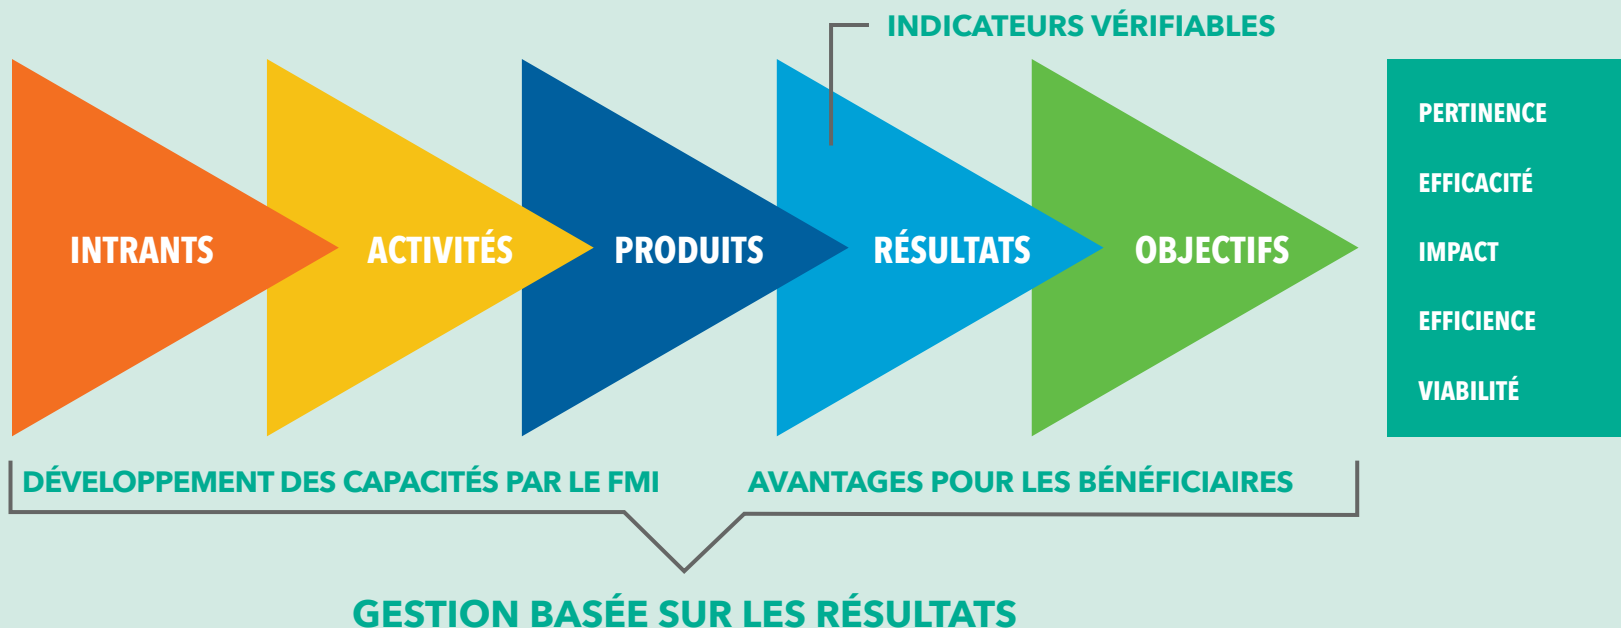 INDICATEURS VÉRIFIABLES
INTRANTS
ACTIVITÉS
PRODUITS
RÉSULTATS
OBJECTIFS
PERTINENCE
EFFICACITÉ
IMPACT
EFFICIENCE
VIABILITÉ
DÉVELOPPEMENT DES CAPACITÉS PAR LE FMI
AVANTAGES POUR LES BÉNÉFICIAIRES
GESTION BASÉE SUR LES RÉSULTATS